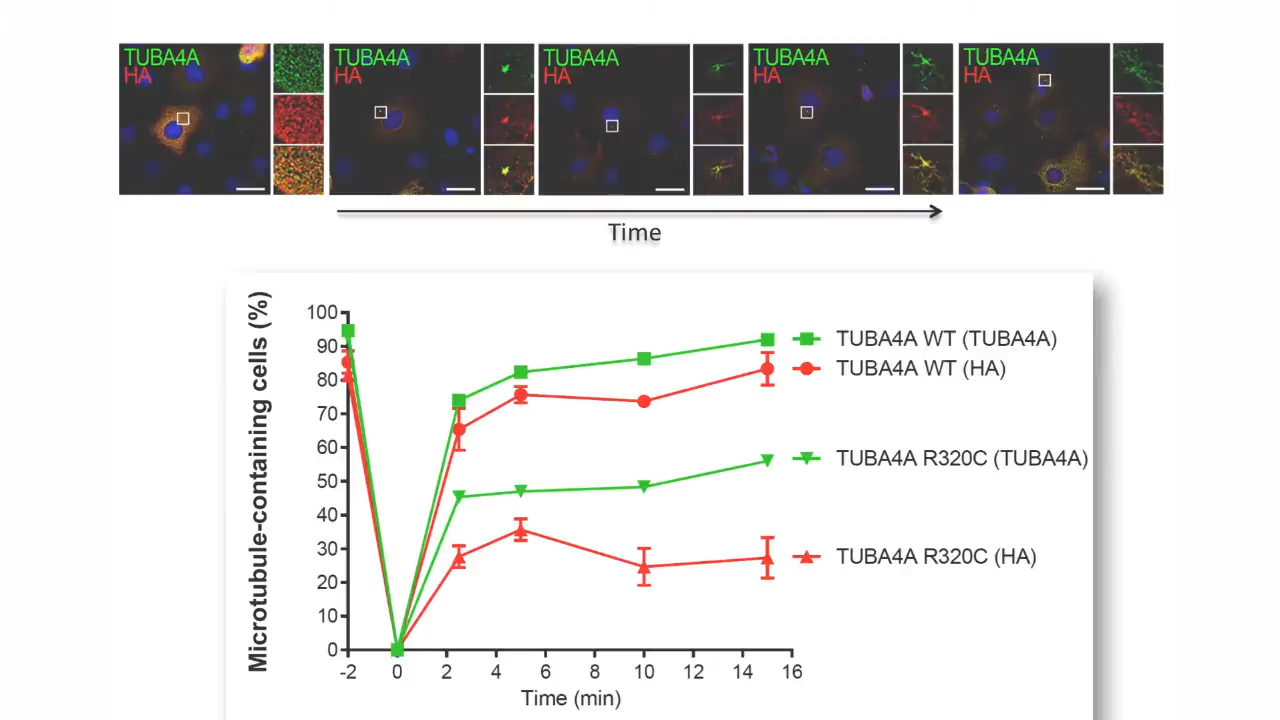 TUBA4A
HA
TUBA4A
HA
TUBA4A
HA
TUBA4A
HA
TUBA4A
HA
Time
Microtubule-containing cells (%)
100
90
80
70
60
50
40
30
20
10
0
-2 0 2 4 6 8 10 12 14 16
Time (min)
TUBA4A WT (TUBA4A)
TUBA4A WT (HA)
TUBA4A R320C (TUBA4A)
TUBA4A R320C (HA)